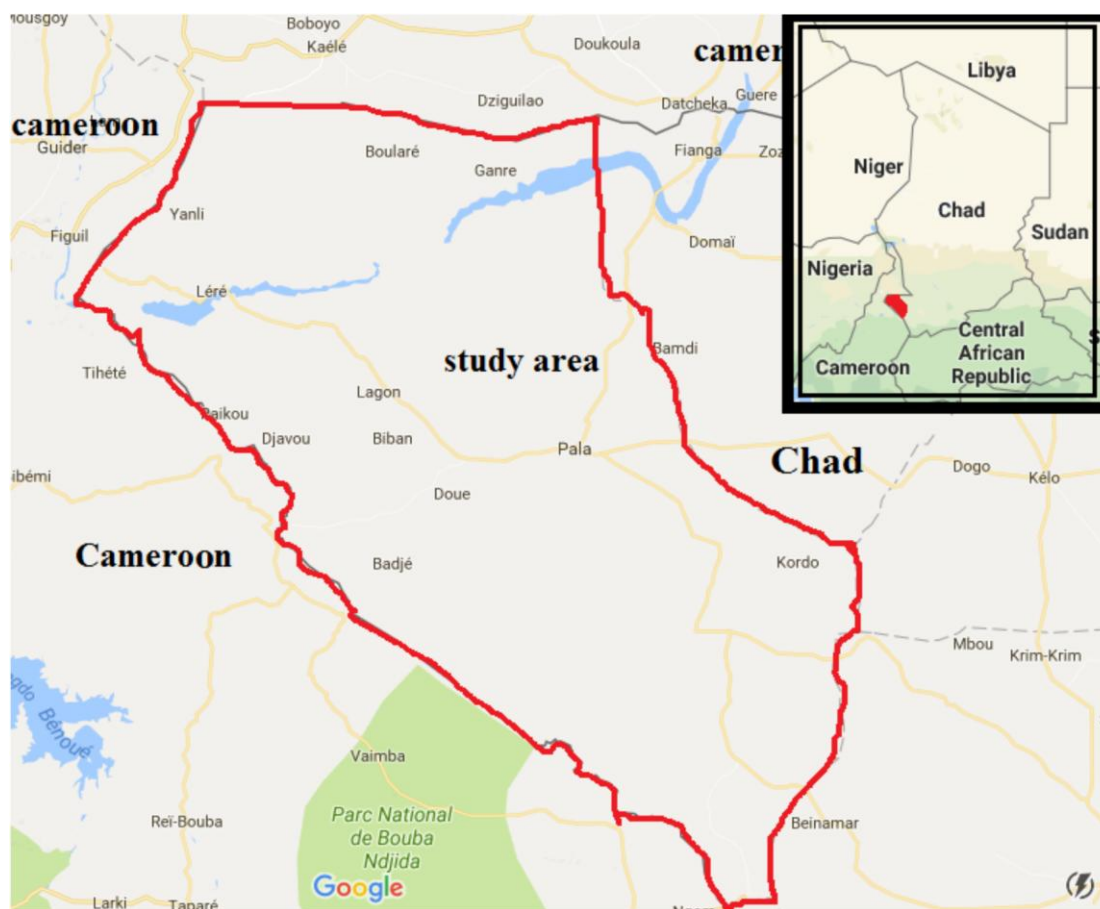 Boboyo
Kaélé
Doukoula
Libya
Dziguilao
Datcheka
Guere
cameroon
Guider
Boularé
Ganre
Fianga
Niger
Chad
Sudan
Yanli
Figuil
Domaï
Nigeria
Léré
Central
African
Republic
Cameroon
Tihété
study area
Bamdi
Lagon
Djavou
Biban
Pala
Chad
Dogo
Kélo
Doue
Cameroon
Badjé
Kordo
Mbou
Krim-Krim
Bénoué
Vaimba
Parc National
de Bouba
Ndjida
Reï-Bouba
Beinamar
Google
Larki
Taparé